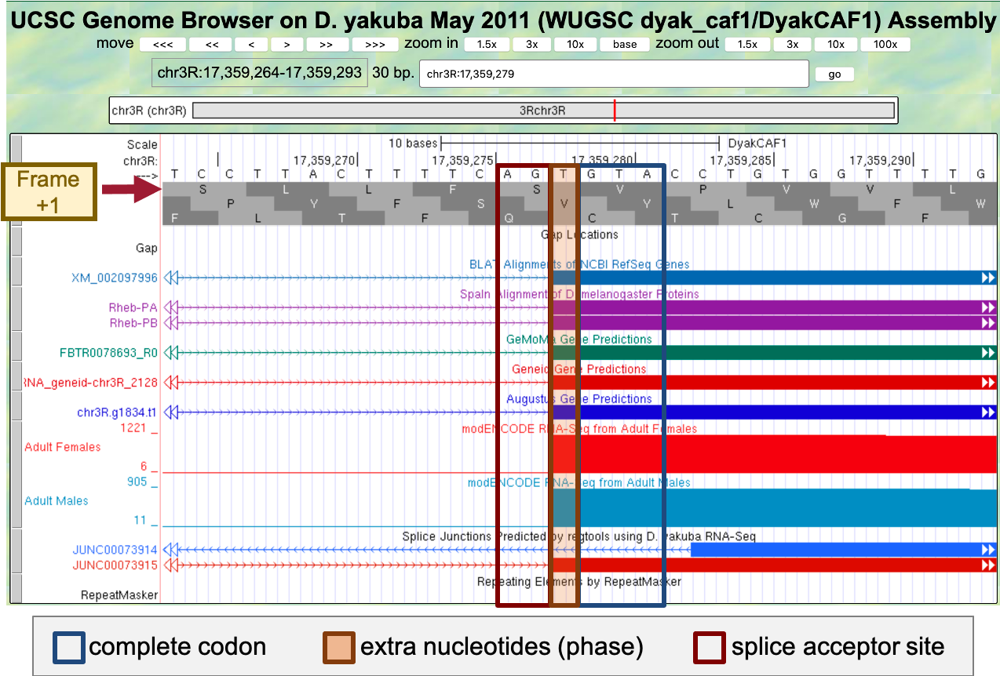 UCSC Genome Browser on D. yakuba May 2011 (WUGSC dyak_caf1/DyakCAF1) Assembly
move <<< << < > >> >>> zoom in 1.5x 3x 10x base zoom out 1.5x 3x 10x 100x
chr3R:17,359,264-17,359,293 30 bp. chr3R:17,359,279 go
chr3R (chr3R) 3Rchr3R
Scale 10 bases DyakCAF1
chr3R: 17,359,270 17,359,275 17,359,280 17,359,285 17,359,290
---> T C C T T A C T T T T C A G T G T A C C T G T G G T T T T G
Frame
+1
S L L F S V P V V L
P Y F S V Y L W F W
F L T F Q C T C G F
Gap Locations
Gap
BLAT Alignments of NCBI RefSeq Genes
XM_002097996
Spaln Alignment of D. melanogaster Proteins
Rheb-PA
Rheb-PB
GeMoMa Gene Predictions
FBTR0078693_R0
Geneid Gene Predictions
RNA_geneid-chr3R_2128
Augustus Gene Predictions
chr3R.g1834.t1
1221 _
modENCODE RNA-Seq from Adult Females
Adult Females
6 _
905 _
modENCODE RNA-Seq from Adult Males
Adult Males
11 _
Splice Junctions Predicted by regtools using D. yakuba RNA-Seq
JUNC00073914
JUNC00073915
Repeating Elements by RepeatMasker
RepeatMasker
complete codon extra nucleotides (phase) splice acceptor site